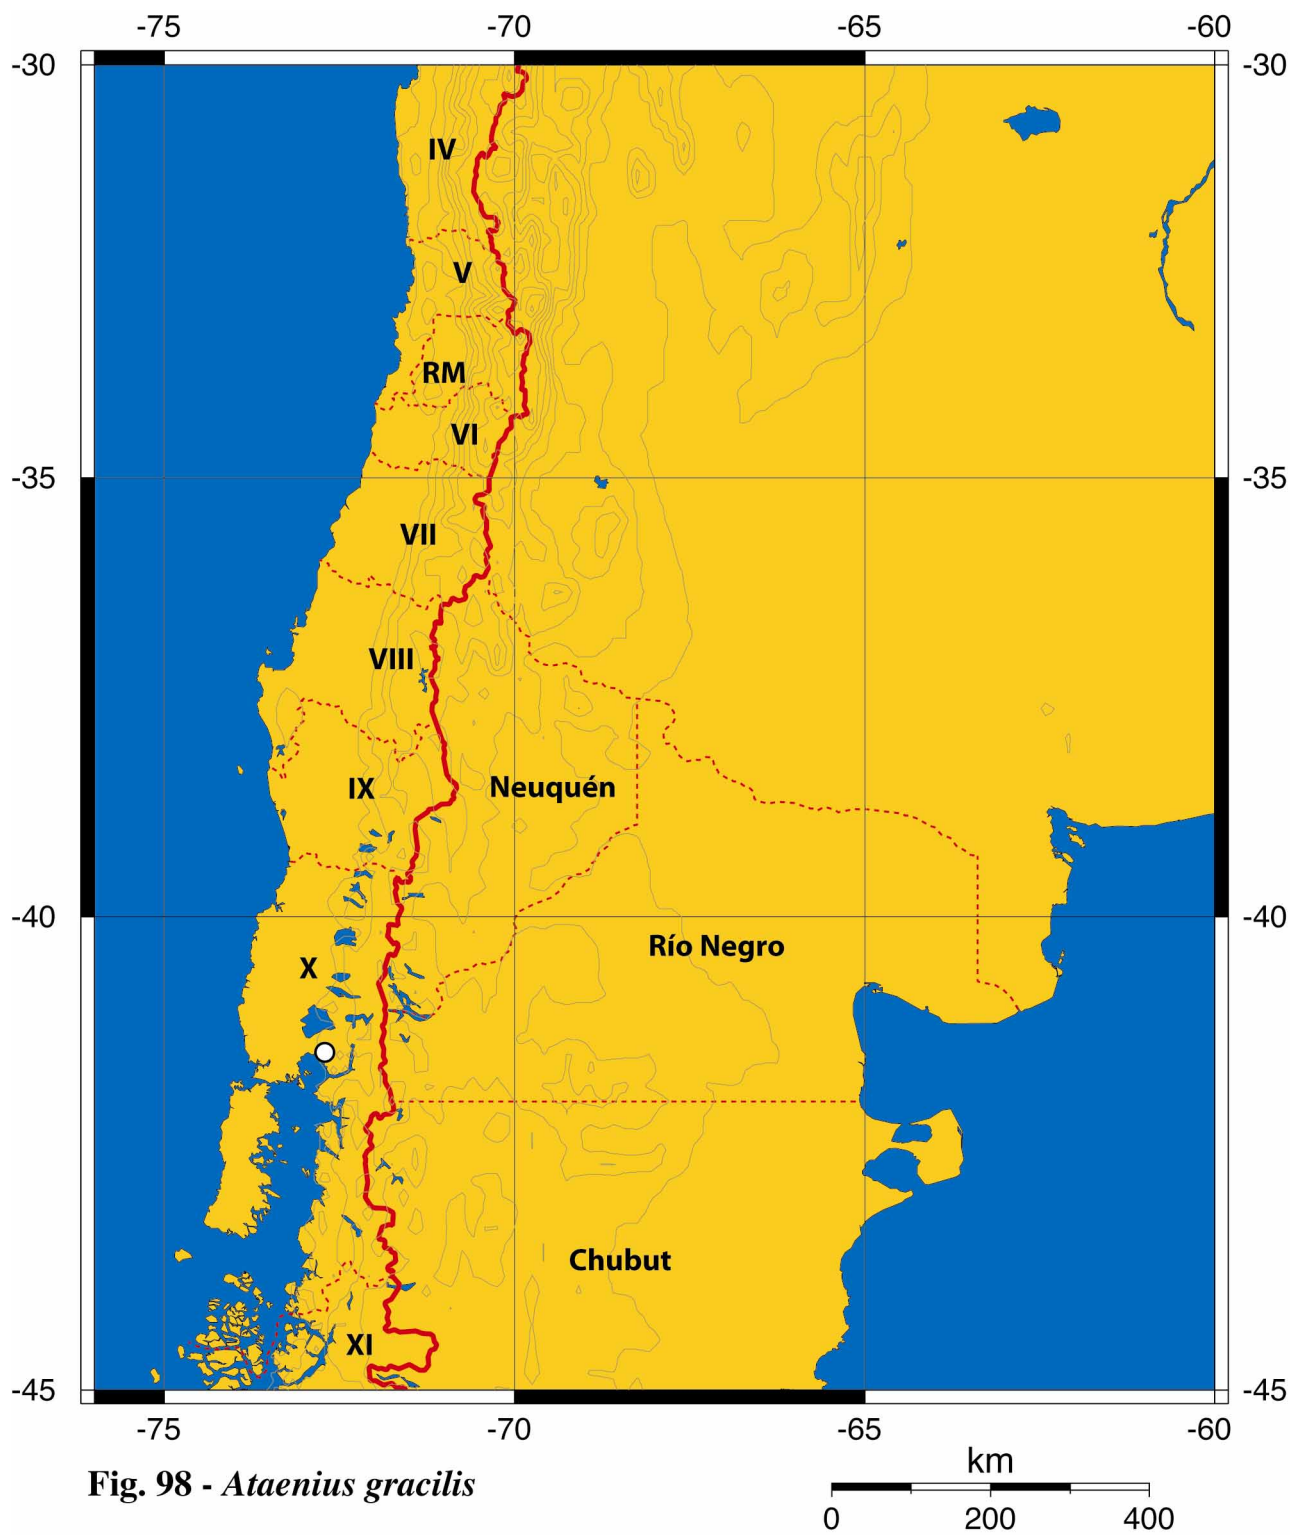 -75 -70 -65 -60
-30 -30
IV
V
RM
VI
-35 -35
VII
VIII
IX Neuquén
-40 -40
Río Negro
X
Chubut
XI
-45 -45
-75 -70 -65 -60
km
Fig. 98 - Ataenius gracilis
0 200 400